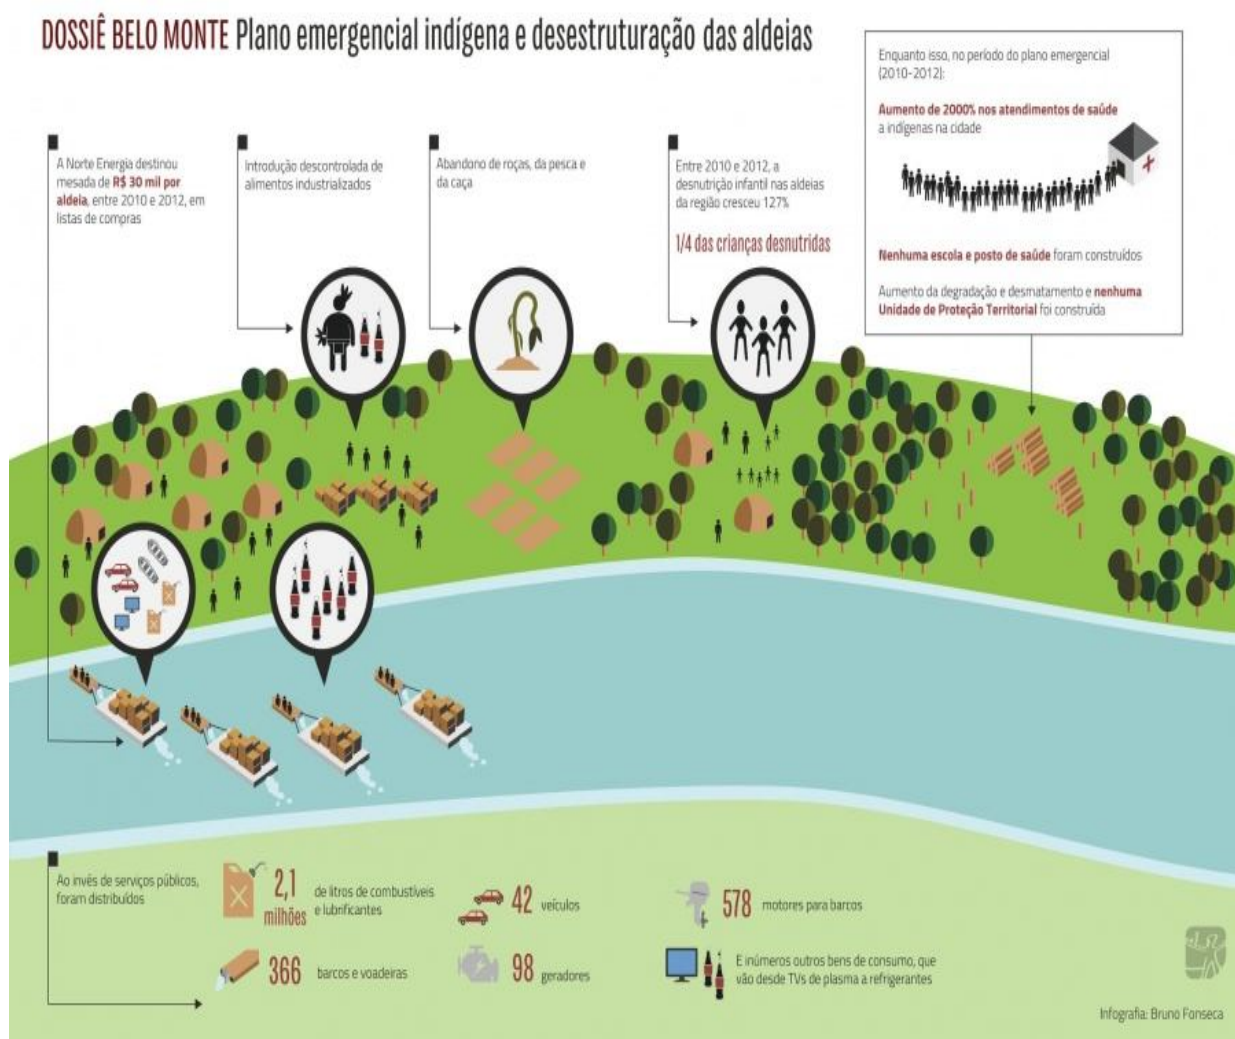 DOSSIÊ BELO MONTE Plano emergencial indígena e desestruturação das aldeias
A Norte Energia destinou
mesada de R$ 30 mil por
aldeia, entre 2010 e 2012, em
listas de compras
Introdução descontrolada de
alimentos industrializados
Abandono de roças, da pesca e
da caça
Entre 2010 e 2012, a
desnutrição infantil nas aldeias
da região cresceu 127%
1/4 das crianças desnutridas
Enquanto isso, no período do plano emergencial
(2010-2012):
Aumento de 2000% nos atendimentos de saúde
a indígenas na cidade
Nenhuma escola e posto de saúde foram construídos
Aumento da degradação e desmatamento e nenhuma
Unidade de Proteção Territorial foi construída
Ao invés de serviços públicos,
foram distribuídos
2,1
milhões
de litros de combustíveis
e lubrificantes
42 veículos
578 motores para barcos
366 barcos e voadeiras
98 geradores
E inúmeros outros bens de consumo, que
vão desde TVs de plasma a refrigerantes
Infografia: Bruno Fonseca